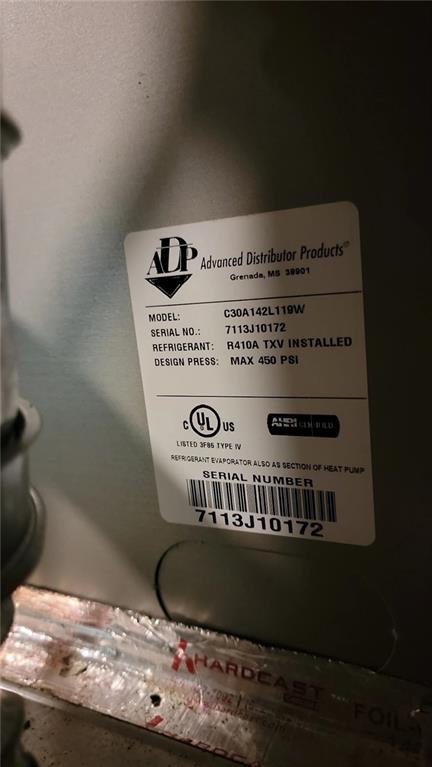 ADP Advanced Distributor Products®
Grenada, MS 38901
MODEL: C30A142L119W
SERIAL NO.: 7113J10172
REFRIGERANT: R410A TXV INSTALLED
DESIGN PRESS: MAX 450 PSI
C UL US
AHRI CERTIFIED
LISTED 3F86 TYPE IV
REFRIGERANT EVAPORATOR ALSO AS SECTION OF HEAT PUMP
SERIAL NUMBER
7113J10172
HARDCAST
FOIL-